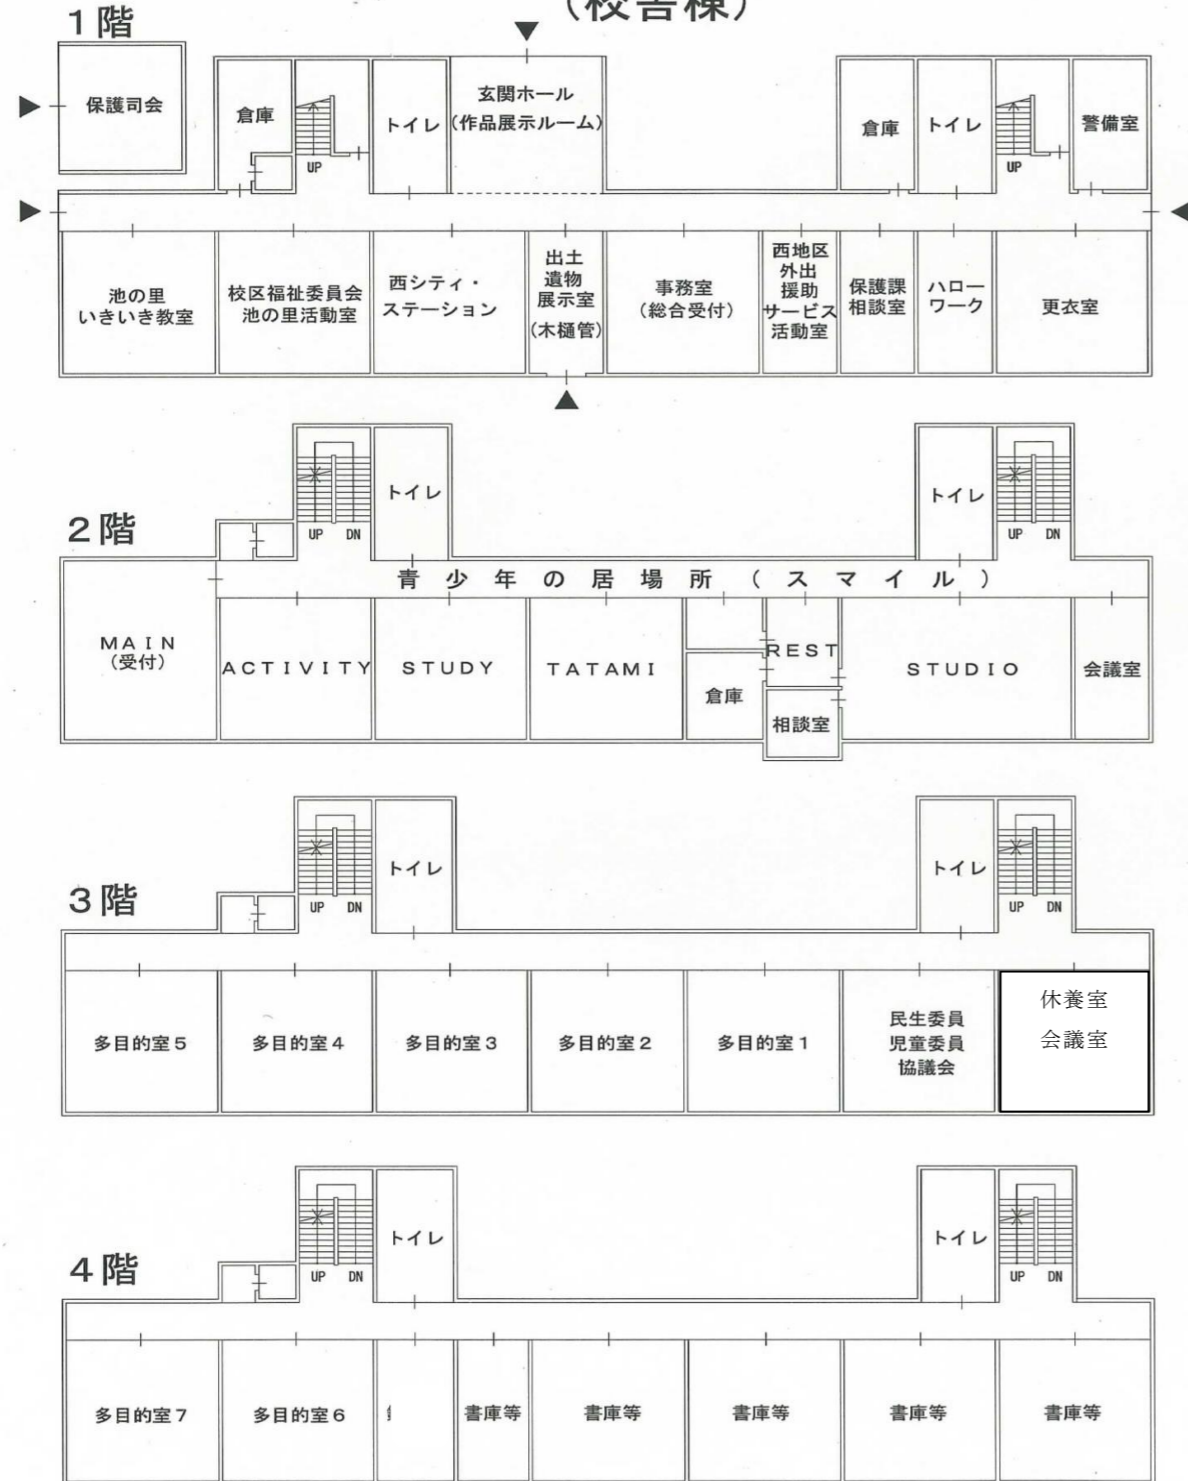 (校舎棟)
1階
保護司会
倉庫
UP
トイレ
玄関ホール
(作品展示ルーム)
倉庫
トイレ
UP
警備室
池の里
いきいき教室
校区福祉委員会
池の里活動室
西シティ・
ステーション
出土
遺物
展示室
(木樋管)
事務室
(総合受付)
西地区
外出
援助
サービス
活動室
保護課
相談室
ハロー
ワーク
更衣室
2階
UP DN
トイレ
トイレ
UP DN
青少年の居場所(スマイル)
MAIN
(受付)
ACTIVITY
STUDY
TATAMI
倉庫
REST
相談室
STUDIO
会議室
3階
UP DN
トイレ
トイレ
UP DN
多目的室5
多目的室4
多目的室3
多目的室2
多目的室1
民生委員
児童委員
協議会
休養室
会議室
4階
UP DN
トイレ
トイレ
UP DN
多目的室7
多目的室6
書庫等
書庫等
書庫等
書庫等
書庫等